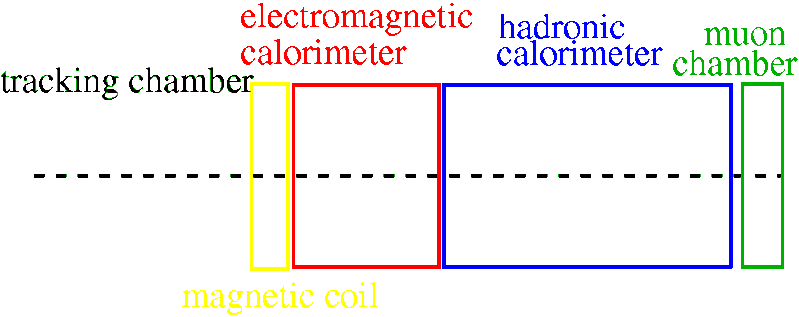 electromagnetic
calorimeter
hadronic
calorimeter
muon
chamber
tracking chamber
magnetic coil